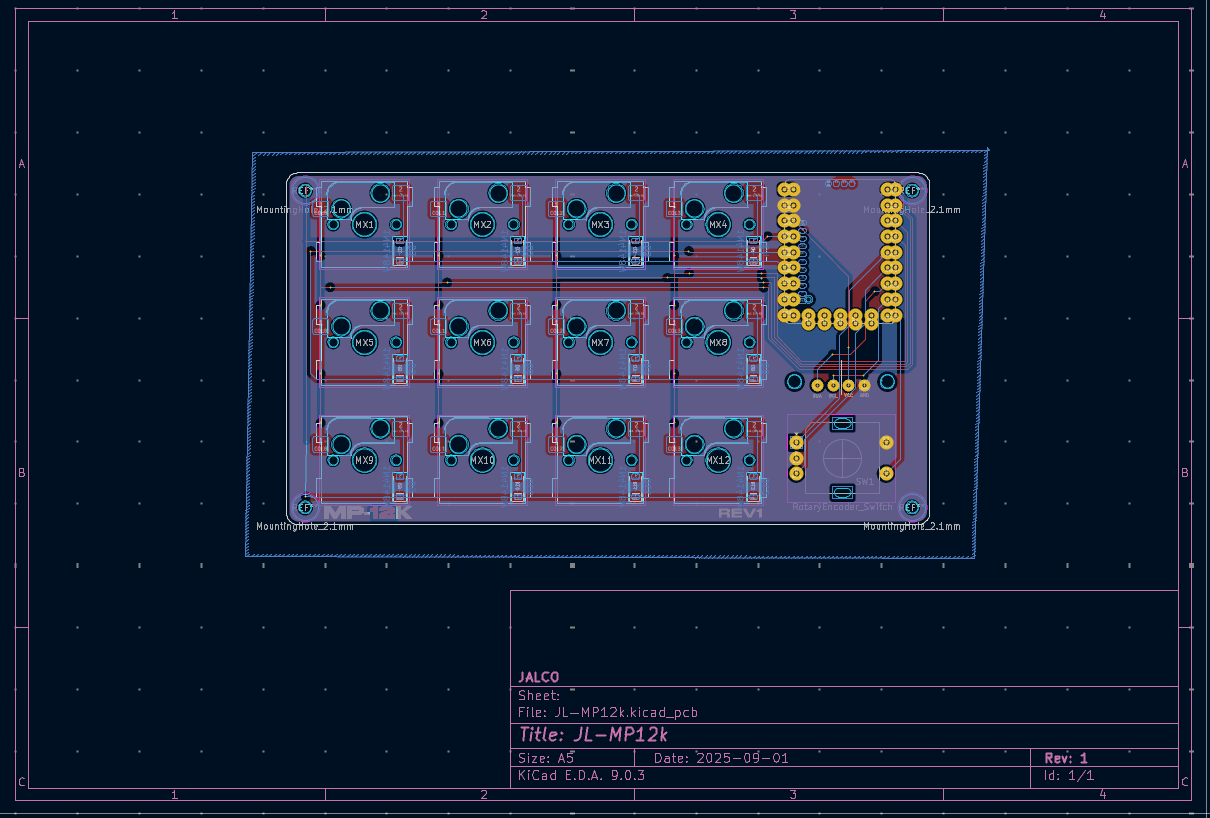 1 2 3 4
A A
MountingHole_2.1mm MountingHole_2.1mm
MX1 MX2 MX3 MX4
MX5 MX6 MX7 MX8
MX9 MX10 MX11 MX12
B B
SW1
RotaryEncoder_Switch
MP-12K REV1
MountingHole_2.1mm MountingHole_2.1mm
JALCO
Sheet:
File: JL-MP12k.kicad_pcb
Title: JL-MP12k
Size: A5 Date: 2025-09-01 Rev: 1
KiCad E.D.A. 9.0.3 Id: 1/1
C C
1 2 3 4